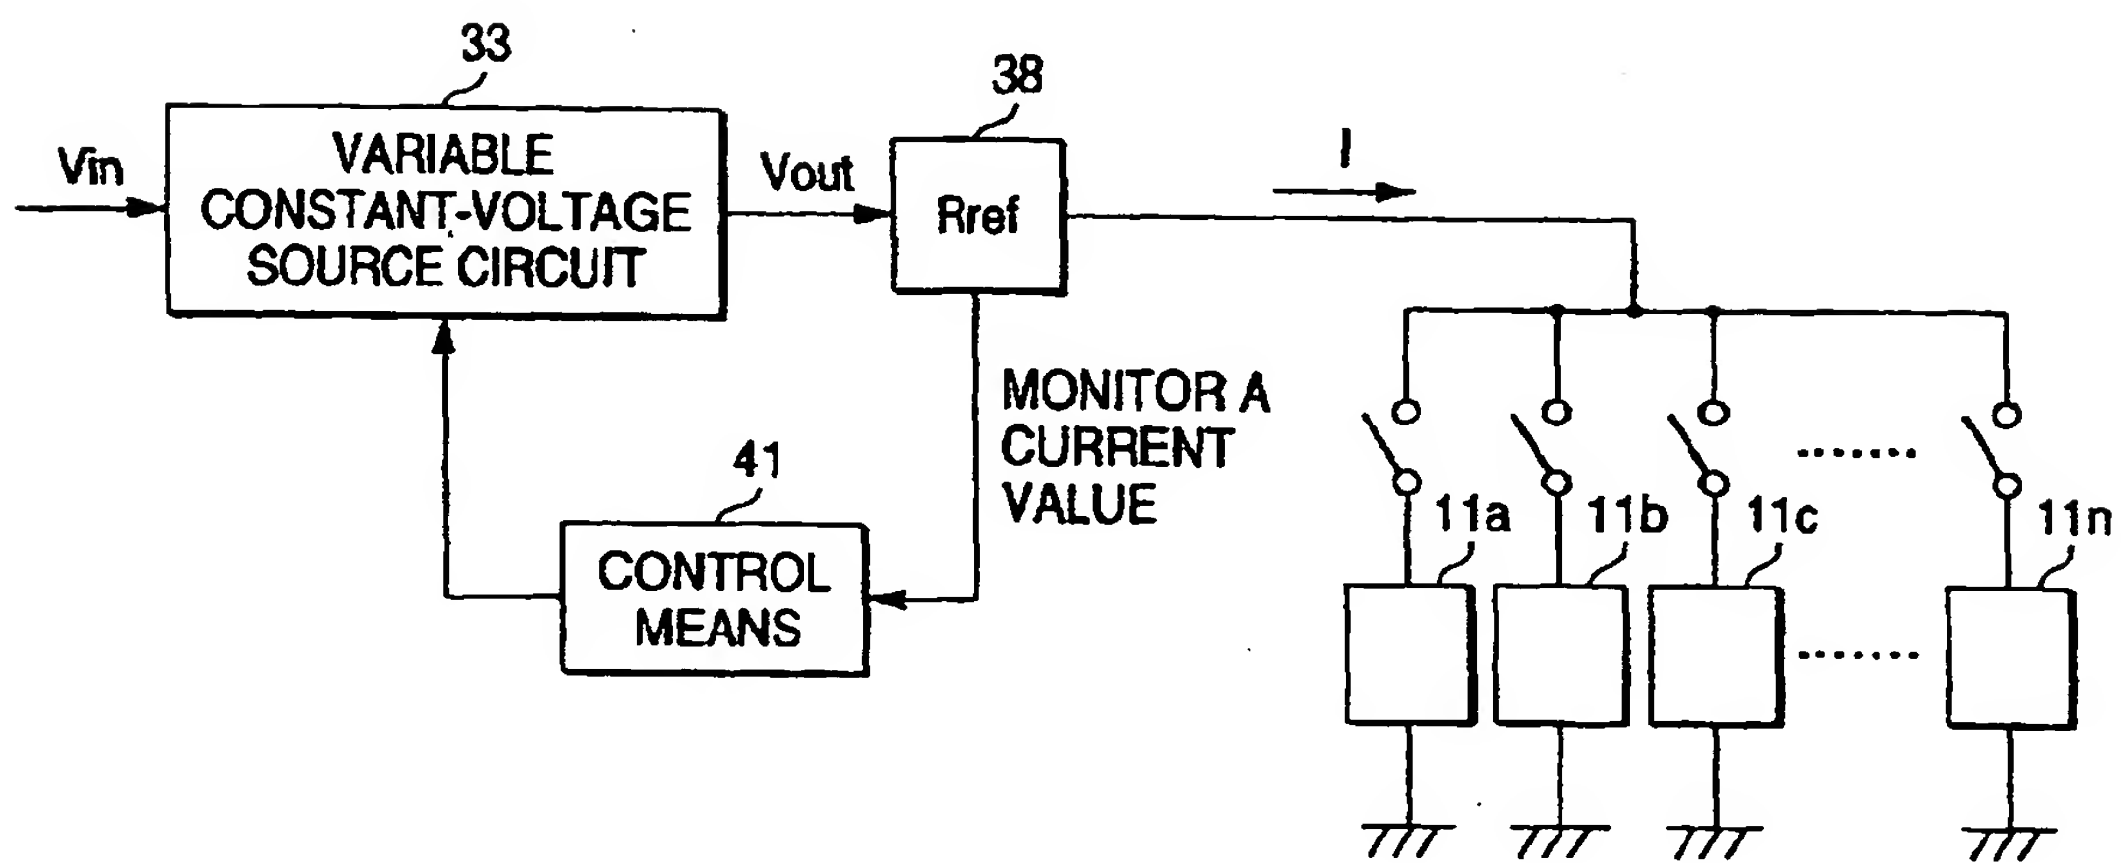 33
38
Vin
VARIABLE
CONSTANT-VOLTAGE
SOURCE CIRCUIT
Vout
Rref
I
MONITOR A
CURRENT
VALUE
41
CONTROL
MEANS
11a
11b
11c
.......
11n
.......